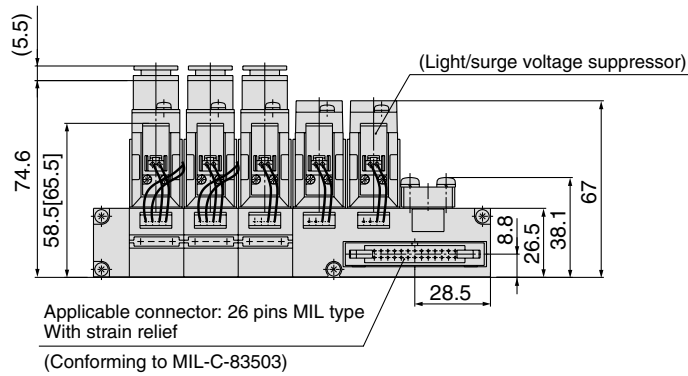 (5.5)
(Light/surge voltage suppressor)
74.6
58.5[65.5]
67
38.1
26.5
8.8
28.5
Applicable connector: 26 pins MIL type
With strain relief
(Conforming to MIL-C-83503)